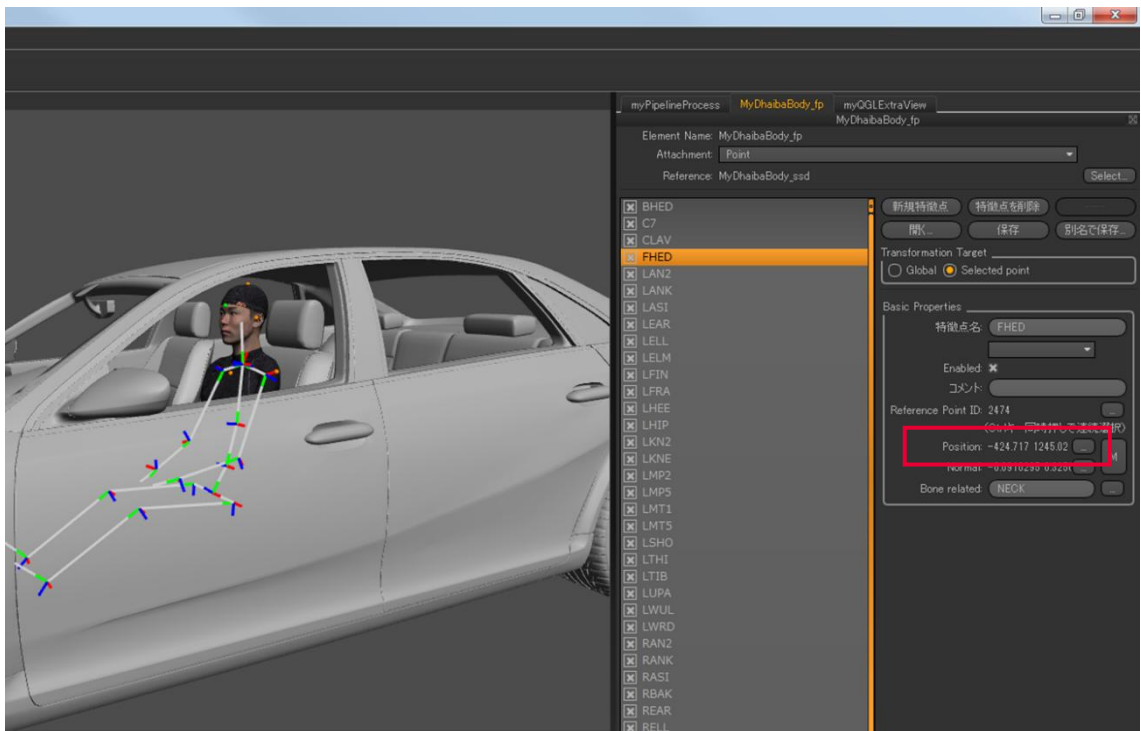 myPipelineProcess MyDhaibaBody_fp myQGLExtraView
MyDhaibaBody_fp
Element Name: MyDhaibaBody_fp
Attachment: Point
Reference: MyDhaibaBody_ssd Select...
BHED
C7
CLAV
FHED
LAN2
LANK
LASI
LEAR
LELL
LELM
LFIN
LFRA
LHEE
LHIP
LKN2
LKNE
LMP2
LMP5
LMT1
LMT5
LSHO
LTHI
LTIB
LUPA
LWUL
LWRD
RAN2
RANK
RASI
RBAK
REAR
RELL
新規特徴点 特徴点を削除
開く... 保存 別名で保存...
Transformation Target
Global Selected point
Basic Properties
特徴点名: FHED
Enabled:
コメント:
Reference Point ID: 2474 ...
Position: -424.717 1245.02 ...
Normal: ...
Bone related: NECK ...